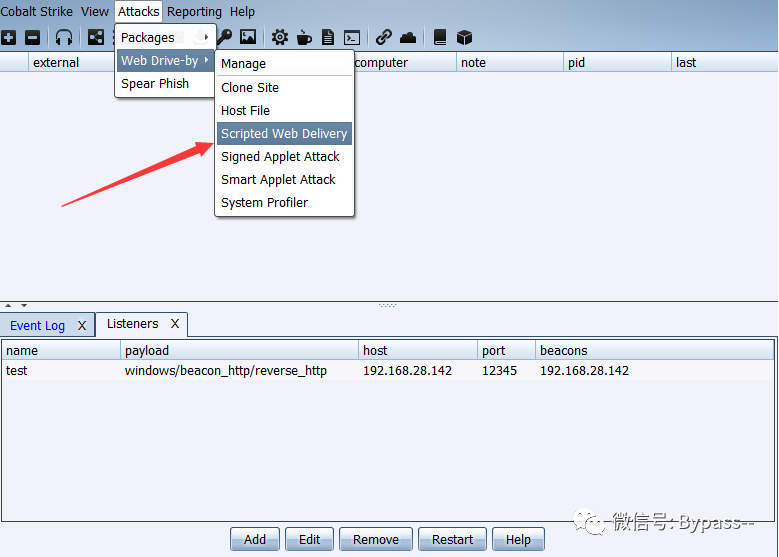 Cobalt Strike View Attacks Reporting Help
Packages
Web Drive-by
Spear Phish
Manage
Clone Site
Host File
Scripted Web Delivery
Signed Applet Attack
Smart Applet Attack
System Profiler
external computer note pid last
Event Log X Listeners X
name payload host port beacons
test windows/beacon_http/reverse_http 192.168.28.142 12345 192.168.28.142
Add Edit Remove Restart Help
微信号: Bypass--